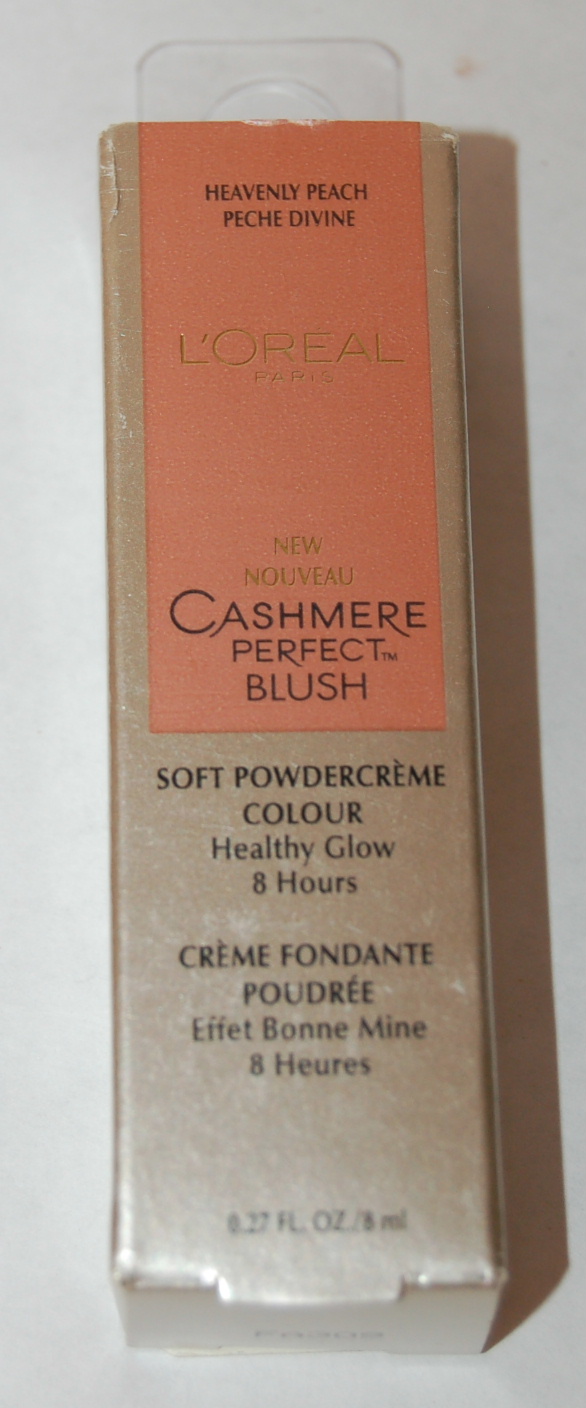 HEAVENLY PEACH
PECHE DIVINE
L'OREAL
PARIS
NEW
NOUVEAU
CASHMERE
PERFECT™
BLUSH
SOFT POWDERCRÈME
COLOUR
Healthy Glow
8 Hours
CRÈME FONDANTE
POUDRÉE
Effet Bonne Mine
8 Heures
0.27 FL. OZ./8 ml